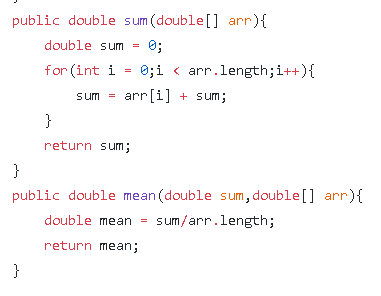 public double sum(double[] arr){
    double sum = 0;
    for(int i = 0;i < arr.length;i++){
        sum = arr[i] + sum;
    }
    return sum;
}
public double mean(double sum,double[] arr){
    double mean = sum/arr.length;
    return mean;
}